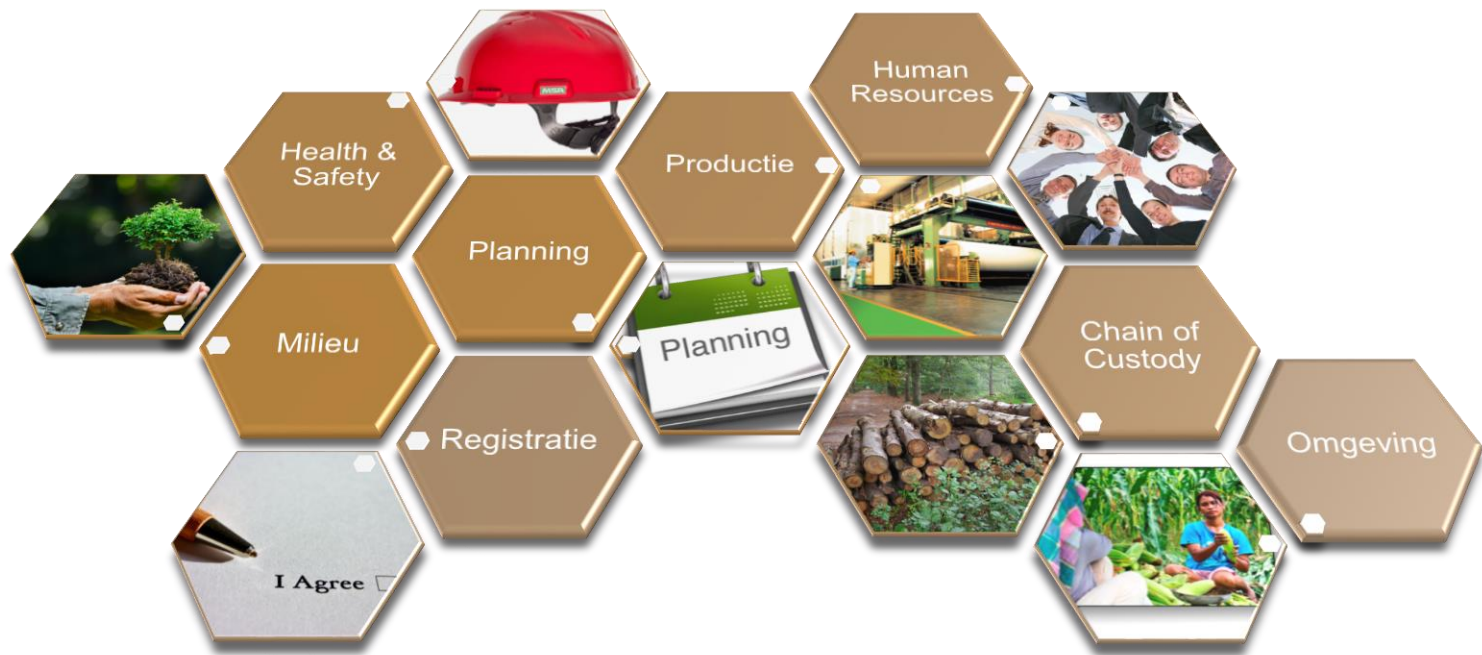 Human
Resources
Health &
Safety
Productie
Planning
Milieu
Planning
Chain of
Custody
Registratie
Omgeving
I Agree